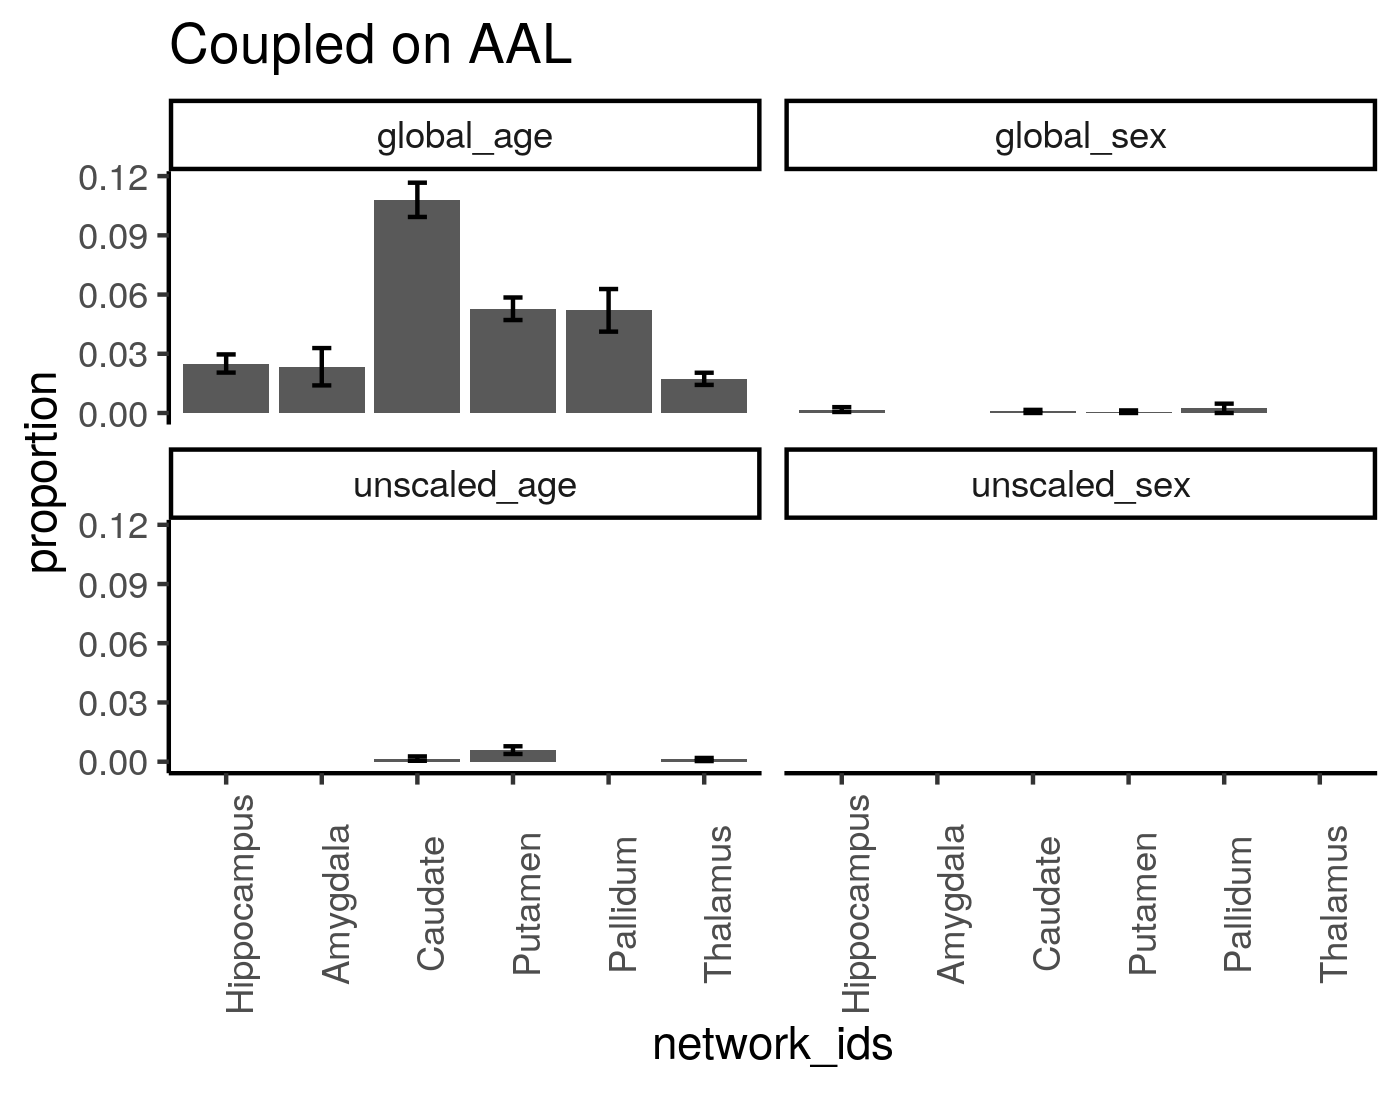 Coupled on AAL
global_age
global_sex
0.12
0.09
0.06
0.03
0.00
unscaled_age
unscaled_sex
0.12
0.09
0.06
0.03
0.00
proportion
Hippocampus
Amygdala
Caudate
Putamen
Pallidum
Thalamus
Hippocampus
Amygdala
Caudate
Putamen
Pallidum
Thalamus
network_ids